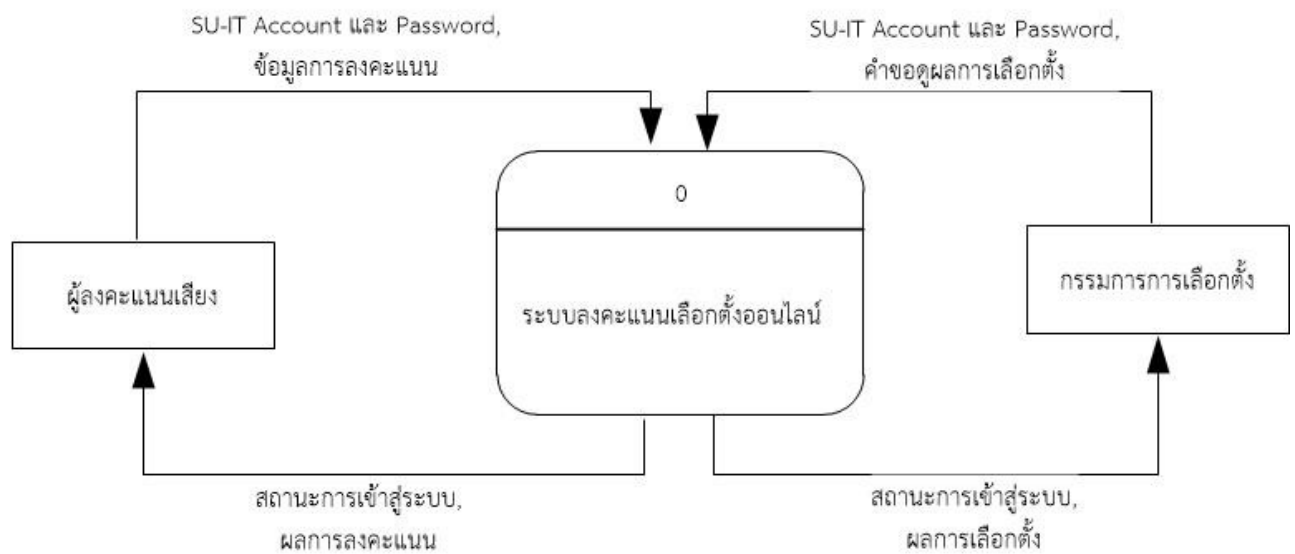 SU-IT Account และ Password,
ข้อมูลการลงคะแนน
SU-IT Account และ Password,
คำขอดูผลการเลือกตั้ง
0
ผู้ลงคะแนนเสียง
ระบบลงคะแนนเลือกตั้งออนไลน์
กรรมการการเลือกตั้ง
สถานะการเข้าสู่ระบบ,
ผลการลงคะแนน
สถานะการเข้าสู่ระบบ,
ผลการเลือกตั้ง